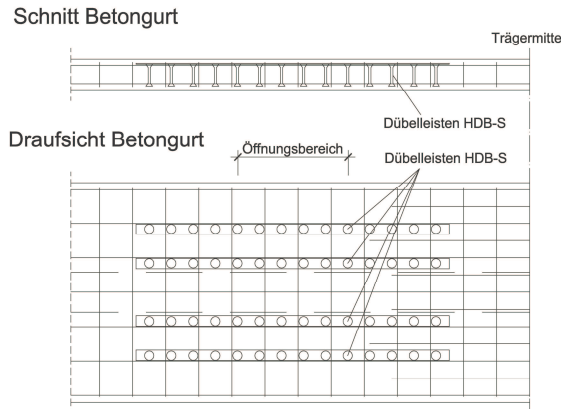 Schnitt Betongurt
Trägermitte
Dübelleisten HDB-S
Draufsicht Betongurt
Öffnungsbereich
Dübelleisten HDB-S